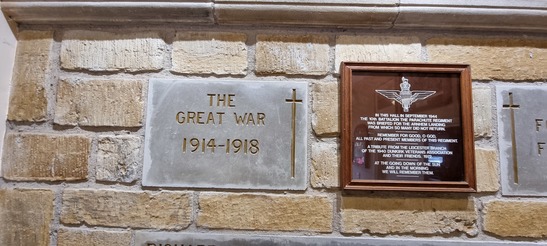 THE
GREAT WAR
1914-1918
IN THIS HALL IN SEPTEMBER 1944
THE 10th BATTALION THE PARACHUTE REGIMENT
WAS BRIEFED FOR THE ARNHEM LANDING
FROM WHICH SO MANY DID NOT RETURN.
REMEMBER FOR GOOD, O GOD,
ALL PAST AND PRESENT MEMBERS OF THIS REGIMENT.
A TRIBUTE FROM THE LEICESTER BRANCH
OF THE 1940 DUNKIRK VETERANS ASSOCIATION
AND THEIR FRIENDS,
AT THE GOING DOWN OF THE SUN
AND IN THE MORNING
WE WILL REMEMBER THEM.
F
F
RICHARD